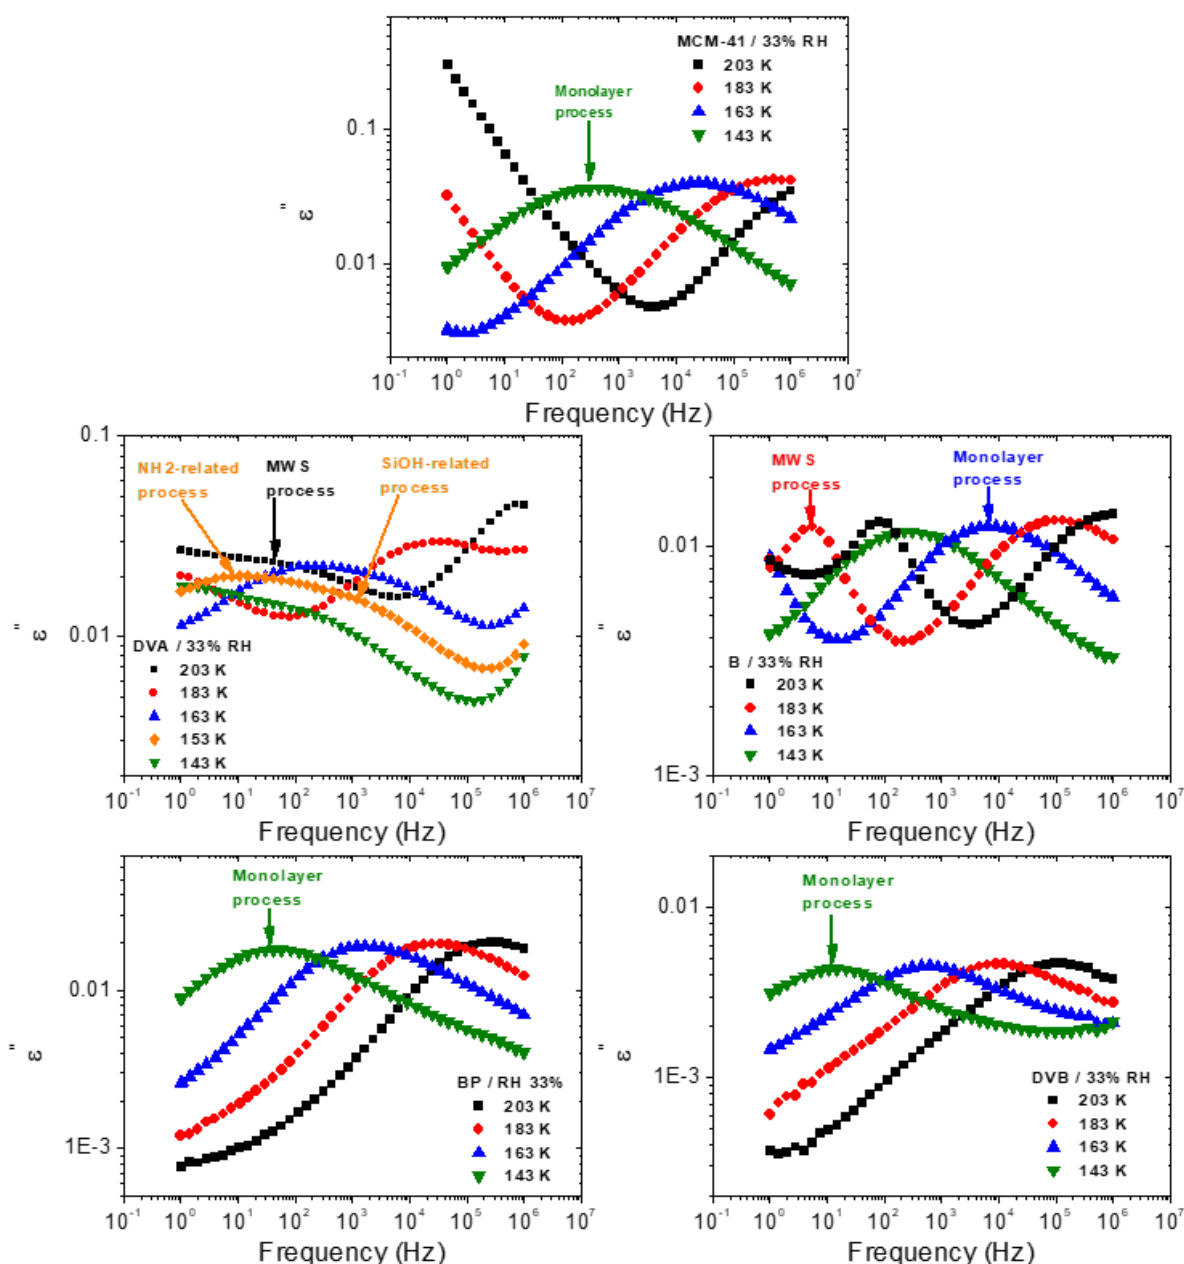 MCM-41 / 33% RH
203 K
183 K
163 K
143 K
Monolayer
process
0.1
0.01
ε"
10⁻¹ 10⁰ 10¹ 10² 10³ 10⁴ 10⁵ 10⁶ 10⁷
Frequency (Hz)
0.1
0.01
ε"
NH2-related
process
MWS
process
SiOH-related
process
DVA / 33% RH
203 K
183 K
163 K
153 K
143 K
10⁻¹ 10⁰ 10¹ 10² 10³ 10⁴ 10⁵ 10⁶ 10⁷
Frequency (Hz)
0.01
1E-3
ε"
MWS
process
Monolayer
process
B / 33% RH
203 K
183 K
163 K
143 K
10⁻¹ 10⁰ 10¹ 10² 10³ 10⁴ 10⁵ 10⁶ 10⁷
Frequency (Hz)
0.01
1E-3
ε"
Monolayer
process
BP / RH 33%
203 K
183 K
163 K
143 K
10⁻¹ 10⁰ 10¹ 10² 10³ 10⁴ 10⁵ 10⁶ 10⁷
Frequency (Hz)
0.01
1E-3
ε"
Monolayer
process
DVB / 33% RH
203 K
183 K
163 K
143 K
10⁻¹ 10⁰ 10¹ 10² 10³ 10⁴ 10⁵ 10⁶ 10⁷
Frequency (Hz)